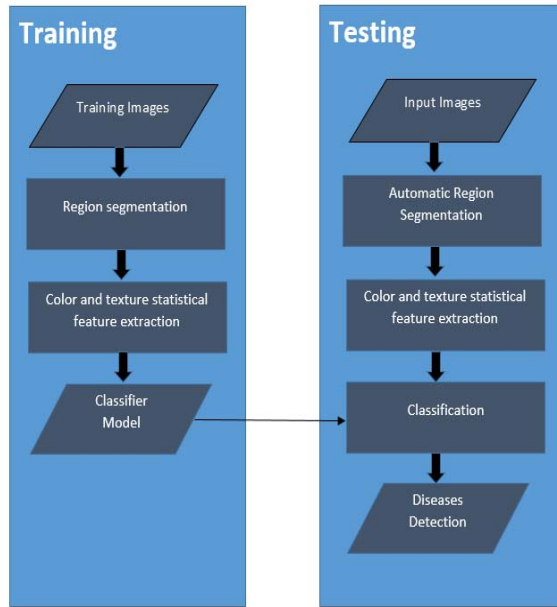 Training
Training Images
Region segmentation
Color and texture statistical
feature extraction
Classifier
Model
Testing
Input Images
Automatic Region
Segmentation
Color and texture statistical
feature extraction
Classification
Diseases
Detection